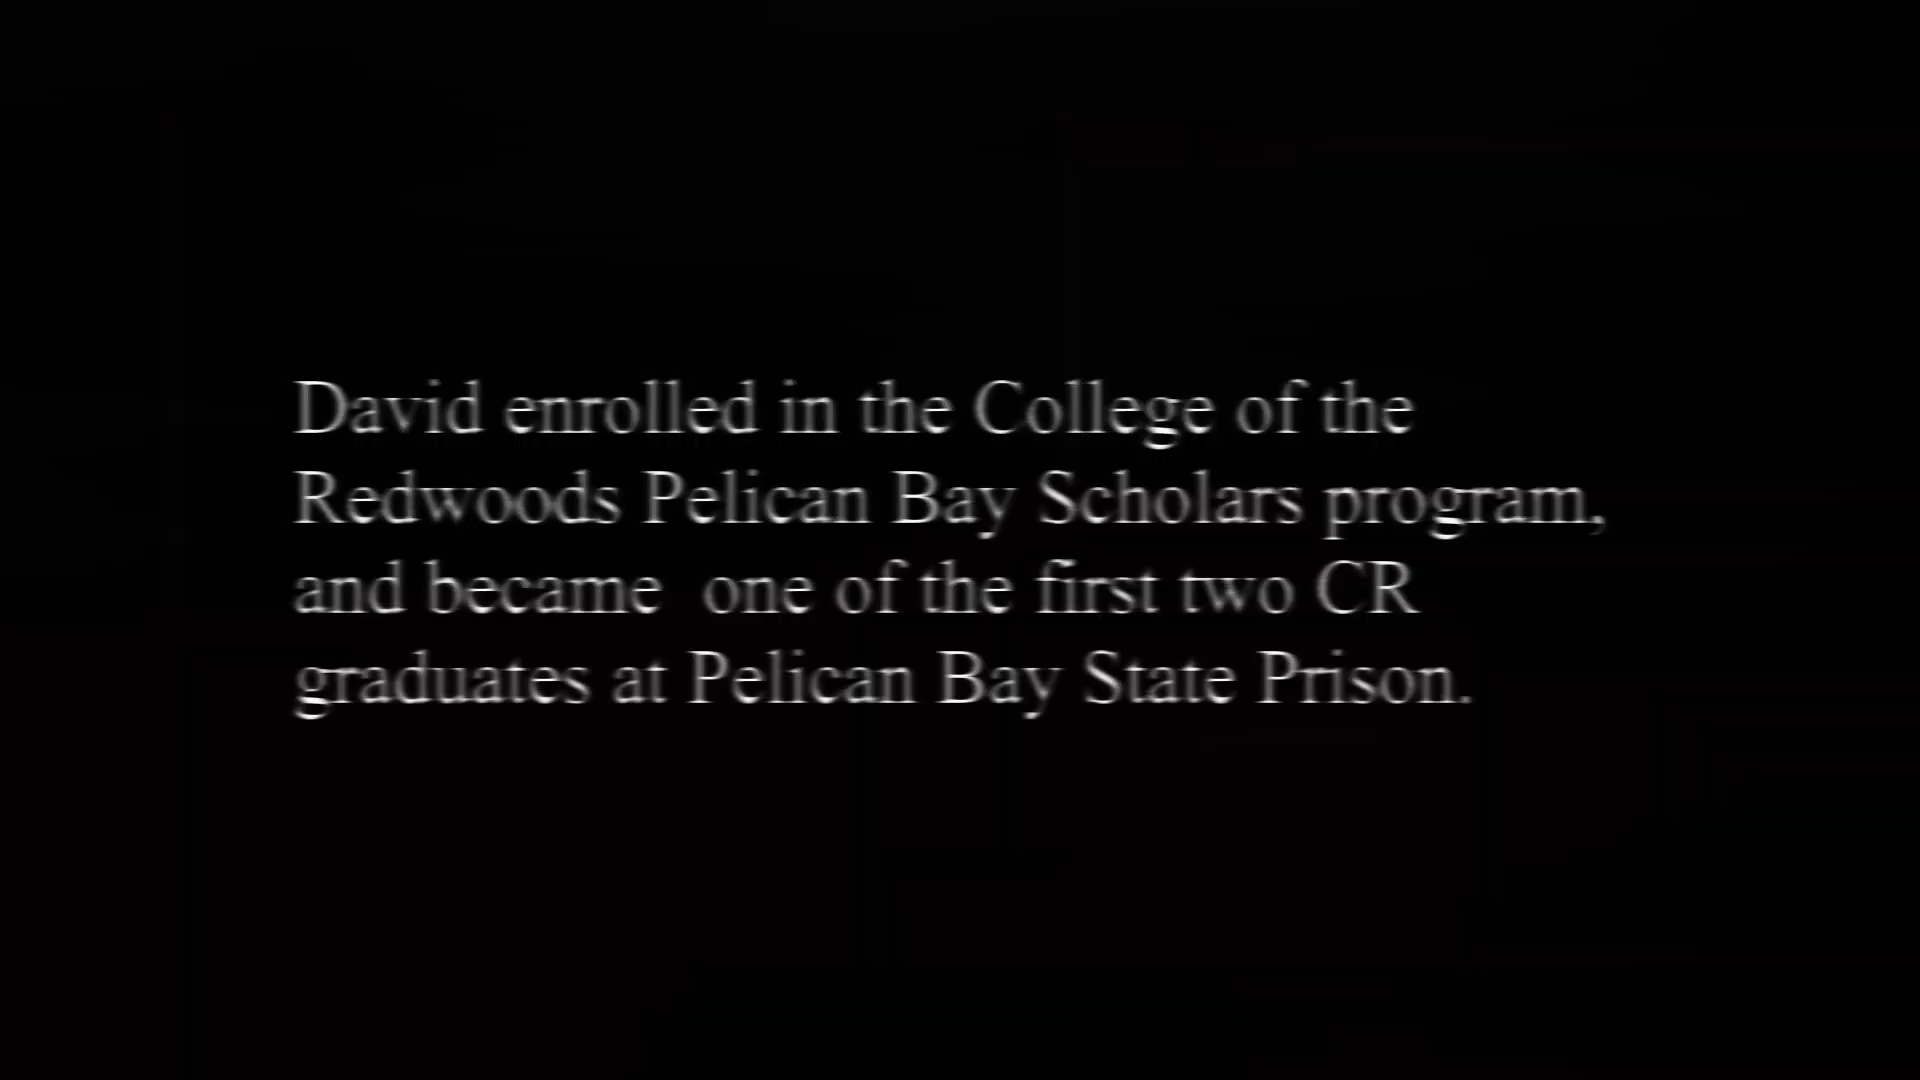 David enrolled in the College of the
Redwoods Pelican Bay Scholars program,
and became  one of the first two CR
graduates at Pelican Bay State Prison.